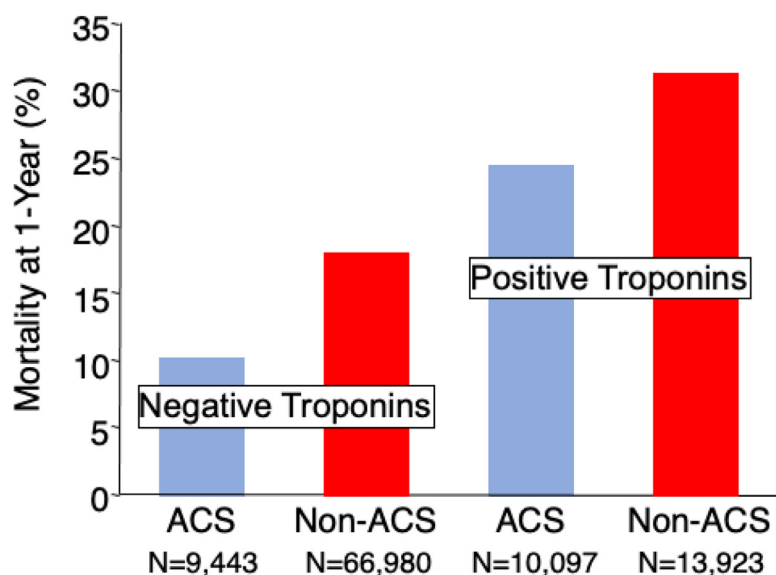 Mortality at 1-Year (%)
35
30
25
20
15
10
5
0
Positive Troponins
Negative Troponins
ACS Non-ACS ACS Non-ACS
N=9,443 N=66,980 N=10,097 N=13,923